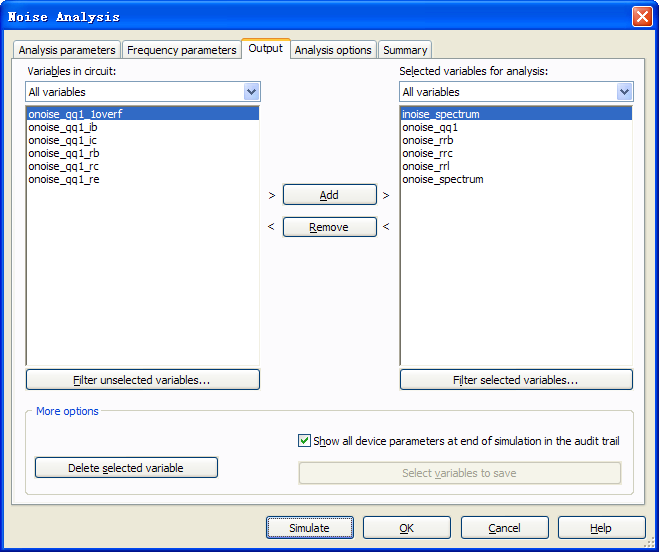 Noise Analysis
Analysis parameters Frequency parameters Output Analysis options Summary
Variables in circuit: Selected variables for analysis:
All variables All variables
onoise_qq1_1overf inoise_spectrum
onoise_qq1_ib onoise_qq1
onoise_qq1_ic onoise_rrb
onoise_qq1_rb onoise_rrc
onoise_qq1_rc onoise_rrl
onoise_qq1_re onoise_spectrum
> Add >
< Remove <
Filter unselected variables... Filter selected variables...
More options
Show all device parameters at end of simulation in the audit trail
Delete selected variable Select variables to save
Simulate OK Cancel Help